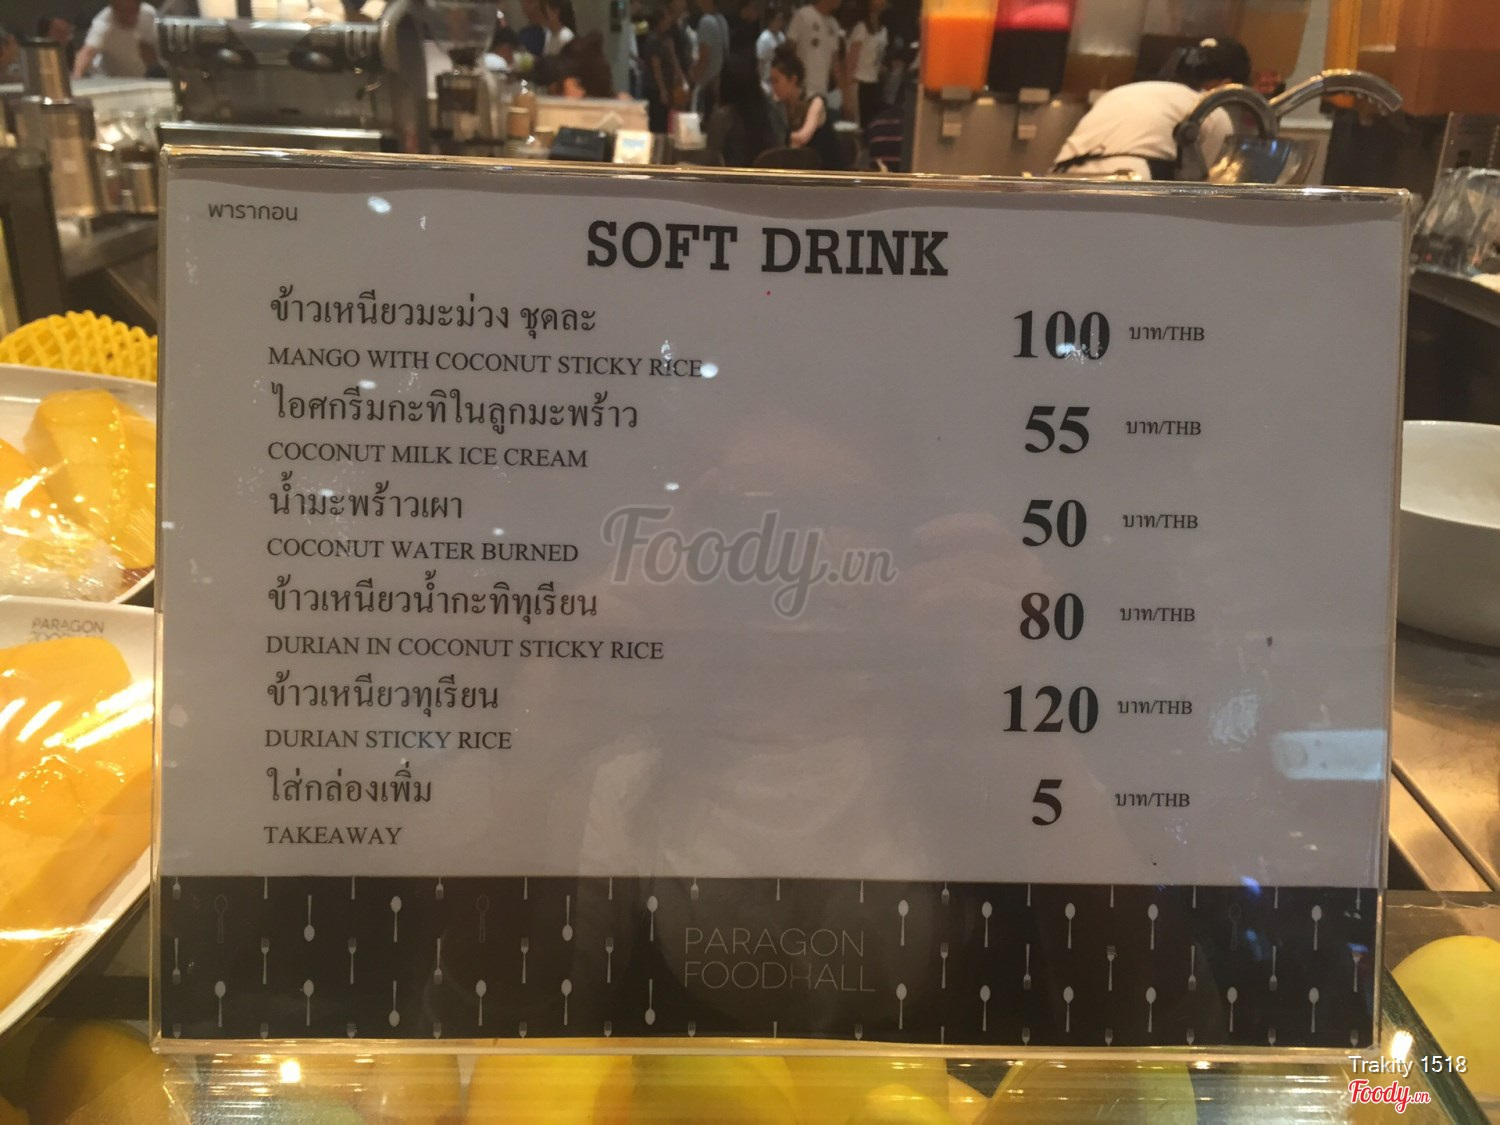 พารากอน
SOFT DRINK
ข้าวเหนียวมะม่วง ชุดละ
MANGO WITH COCONUT STICKY RICE
100 บาท/THB
ไอศกรีมกะทิในลูกมะพร้าว
COCONUT MILK ICE CREAM
55 บาท/THB
น้ำมะพร้าวเผา
COCONUT WATER BURNED
50 บาท/THB
ข้าวเหนียวน้ำกะทิทุเรียน
DURIAN IN COCONUT STICKY RICE
80 บาท/THB
ข้าวเหนียวทุเรียน
DURIAN STICKY RICE
120 บาท/THB
ใส่กล่องเพิ่ม
TAKEAWAY
5 บาท/THB
PARAGON
FOODHALL
Foody.vn
PARAGON
Trakity 1518
Foody.vn